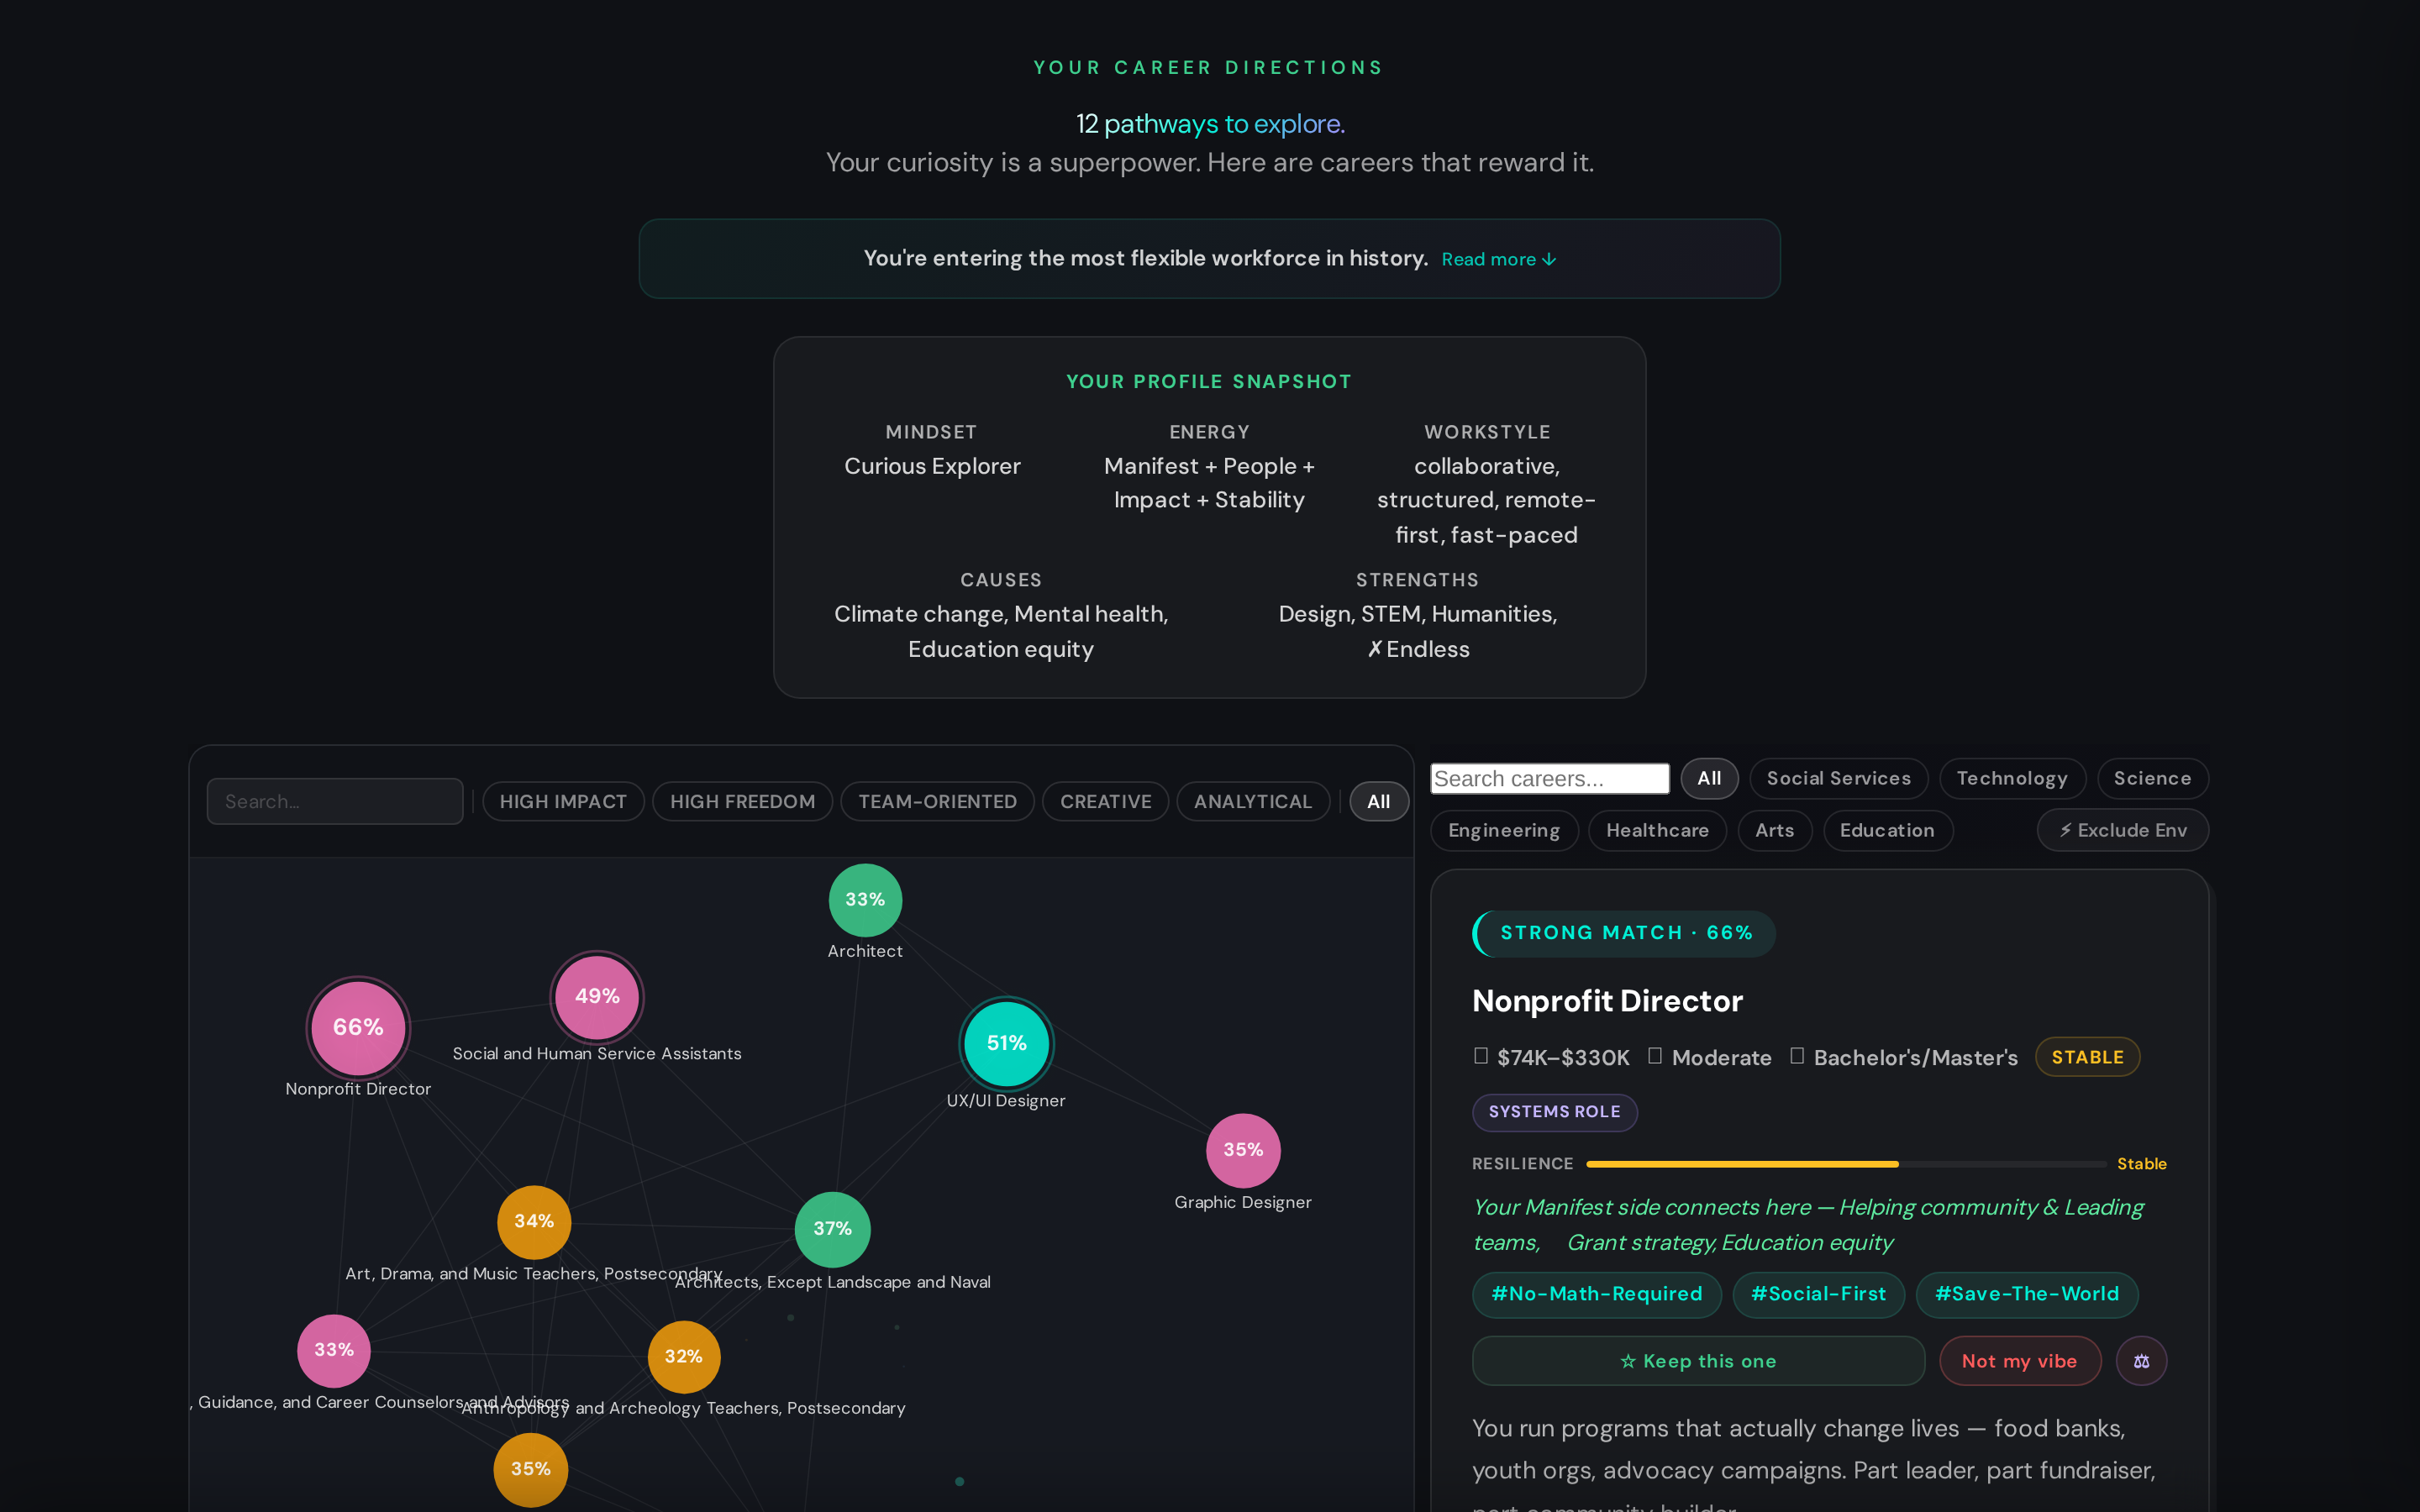 YOUR CAREER DIRECTIONS
12 pathways to explore.
Your curiosity is a superpower. Here are careers that reward it.
You're entering the most flexible workforce in history. Read more ↓
YOUR PROFILE SNAPSHOT
MINDSET
Curious Explorer
ENERGY
Manifest + People +
Impact + Stability
WORKSTYLE
collaborative,
structured, remote-
first, fast-paced
CAUSES
Climate change, Mental health,
Education equity
STRENGTHS
Design, STEM, Humanities,
✗Endless
Search... HIGH IMPACT HIGH FREEDOM TEAM-ORIENTED CREATIVE ANALYTICAL All
33%
Architect
49%
Social and Human Service Assistants
66%
Nonprofit Director
51%
UX/UI Designer
35%
Graphic Designer
34%
Art, Drama, and Music Teachers, Postsecondary
37%
Architects, Except Landscape and Naval
33%
, Guidance, and Career Counselors and Advisors
32%
Anthropology and Archeology Teachers, Postsecondary
35%
Search careers... All Social Services Technology Science
Engineering Healthcare Arts Education ⚡ Exclude Env
STRONG MATCH · 66%
Nonprofit Director
$74K–$330K Moderate Bachelor's/Master's STABLE
SYSTEMS ROLE
RESILIENCE Stable
Your Manifest side connects here — Helping community & Leading
teams, Grant strategy, Education equity
#No-Math-Required #Social-First #Save-The-World
☆ Keep this one Not my vibe ⚖
You run programs that actually change lives — food banks,
youth orgs, advocacy campaigns. Part leader, part fundraiser,
part community builder.